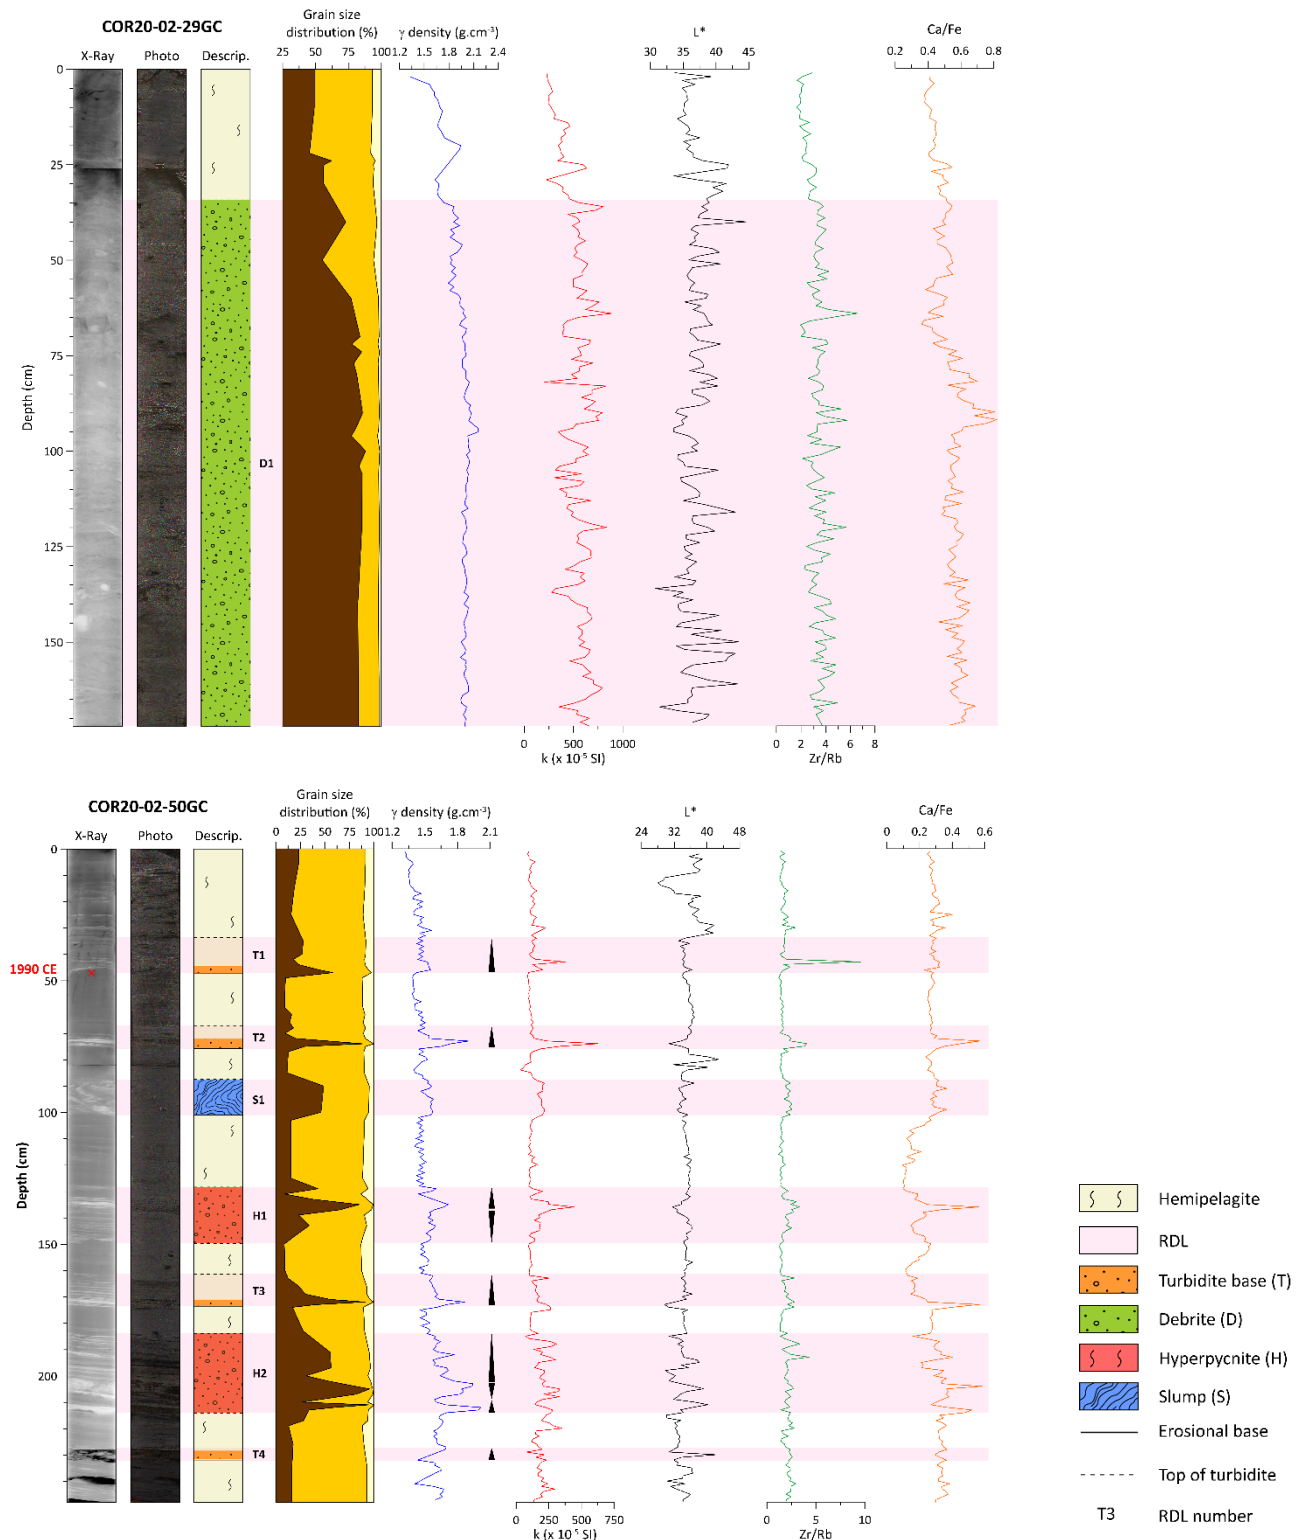 COR20-02-29GC
X-Ray Photo Descrip.
Grain size
distribution (%)
25 50 75 100
γ density (g.cm⁻³)
1.2 1.5 1.8 2.1 2.4
L*
30 35 40 45
Ca/Fe
0.2 0.4 0.6 0.8
Depth (cm)
0
25
50
75
100
125
150
D1
0 500 1000
k (x 10⁻⁵ SI)
0 2 4 6 8
Zr/Rb
COR20-02-50GC
X-Ray Photo Descrip.
Grain size
distribution (%)
0 25 50 75 100
γ density (g.cm⁻³)
1.2 1.5 1.8 2.1
L*
24 32 40 48
Ca/Fe
0 0.2 0.4 0.6
Depth (cm)
0
50
100
150
200
1990 CE
T1
T2
S1
H1
T3
H2
T4
0 250 500 750
k (x 10⁻⁵ SI)
0 5 10
Zr/Rb
Hemipelagite
RDL
Turbidite base (T)
Debrite (D)
Hyperpycnite (H)
Slump (S)
Erosional base
Top of turbidite
T3 RDL number